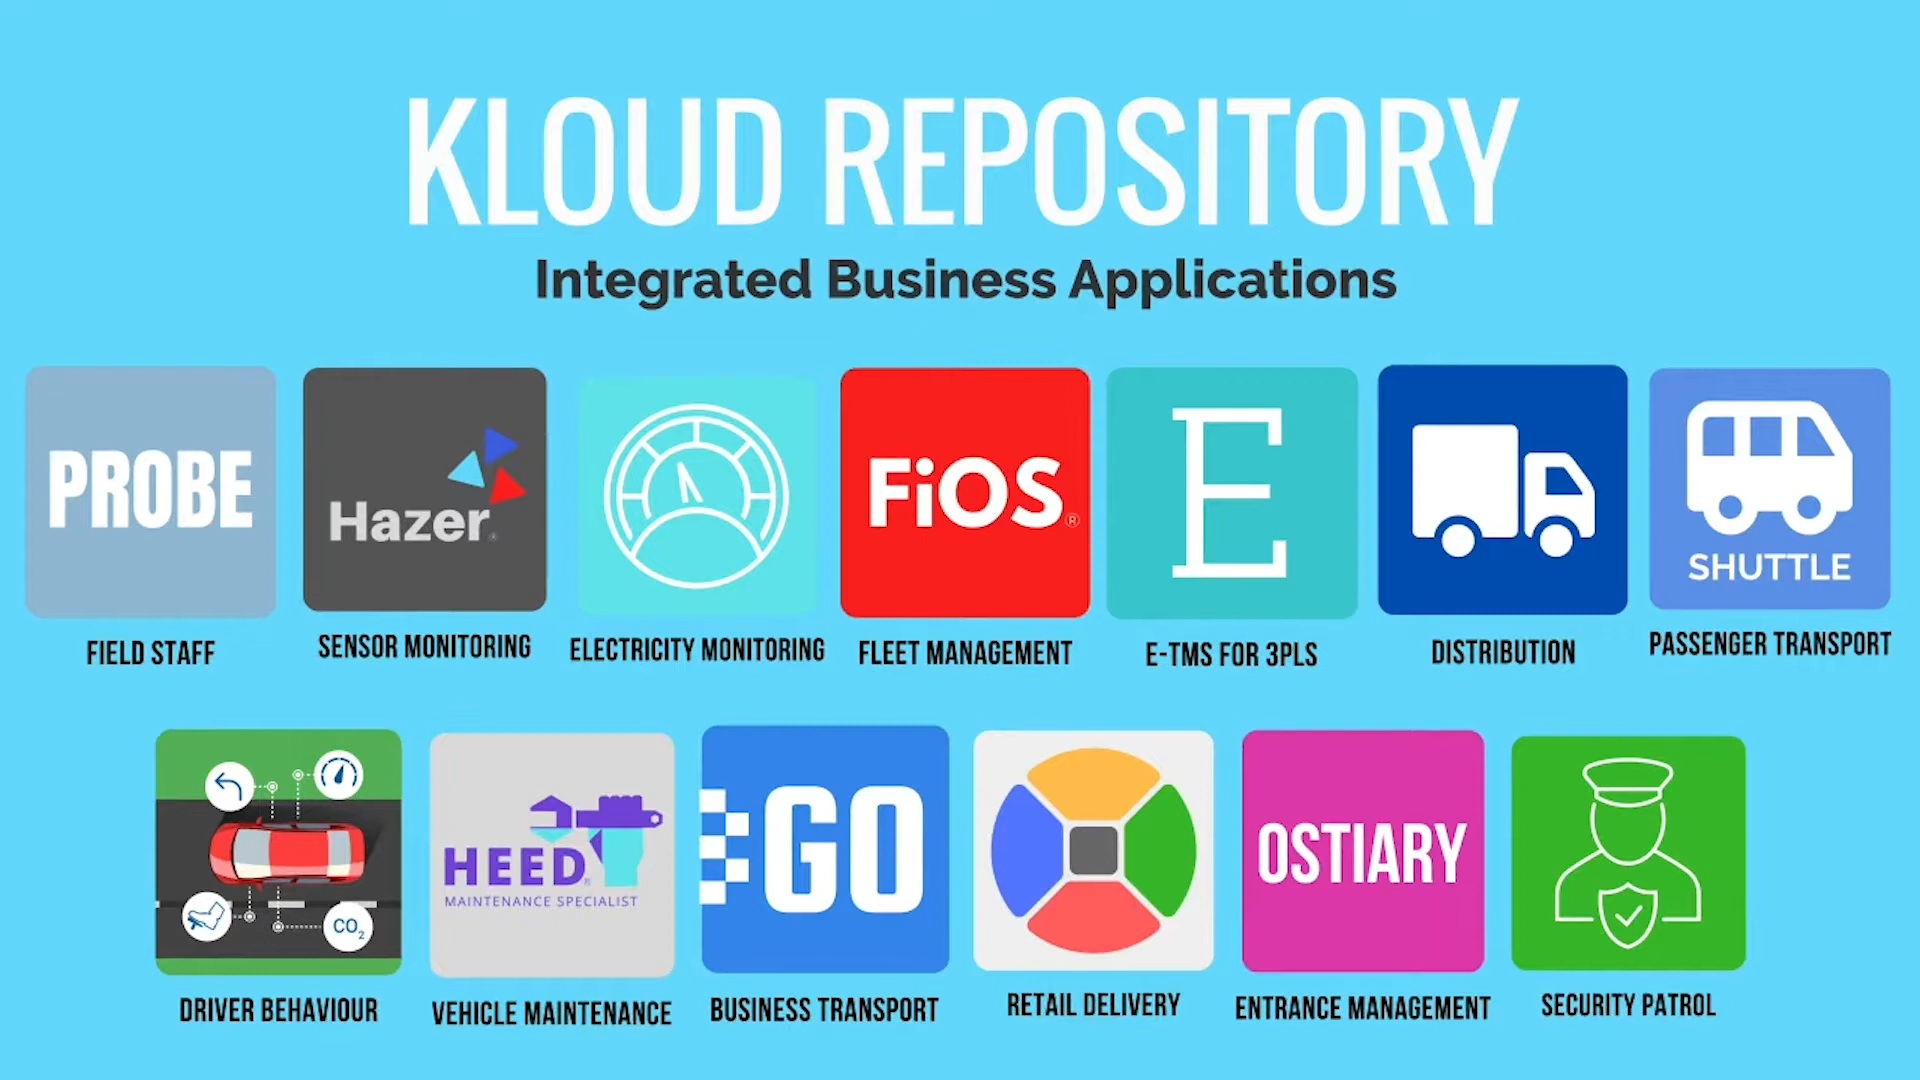 KLOUD REPOSITORY
Integrated Business Applications
PROBE
Hazer®
FiOS®
E
SHUTTLE
FIELD STAFF
SENSOR MONITORING
ELECTRICITY MONITORING
FLEET MANAGEMENT
E-TMS FOR 3PLS
DISTRIBUTION
PASSENGER TRANSPORT
CO₂
HEED®
MAINTENANCE SPECIALIST
GO
OSTIARY
DRIVER BEHAVIOUR
VEHICLE MAINTENANCE
BUSINESS TRANSPORT
RETAIL DELIVERY
ENTRANCE MANAGEMENT
SECURITY PATROL